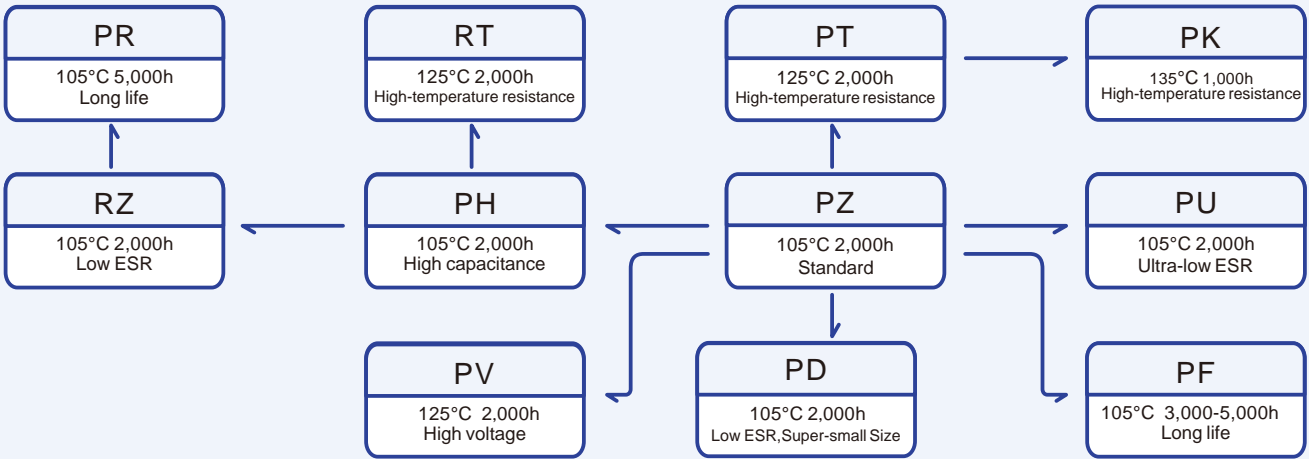 PR
105°C 5,000h
Long life
RT
125°C 2,000h
High-temperature resistance
PT
125°C 2,000h
High-temperature resistance
PK
135°C 1,000h
High-temperature resistance
RZ
105°C 2,000h
Low ESR
PH
105°C 2,000h
High capacitance
PZ
105°C 2,000h
Standard
PU
105°C 2,000h
Ultra-low ESR
PV
125°C 2,000h
High voltage
PD
105°C 2,000h
Low ESR,Super-small Size
PF
105°C 3,000-5,000h
Long life